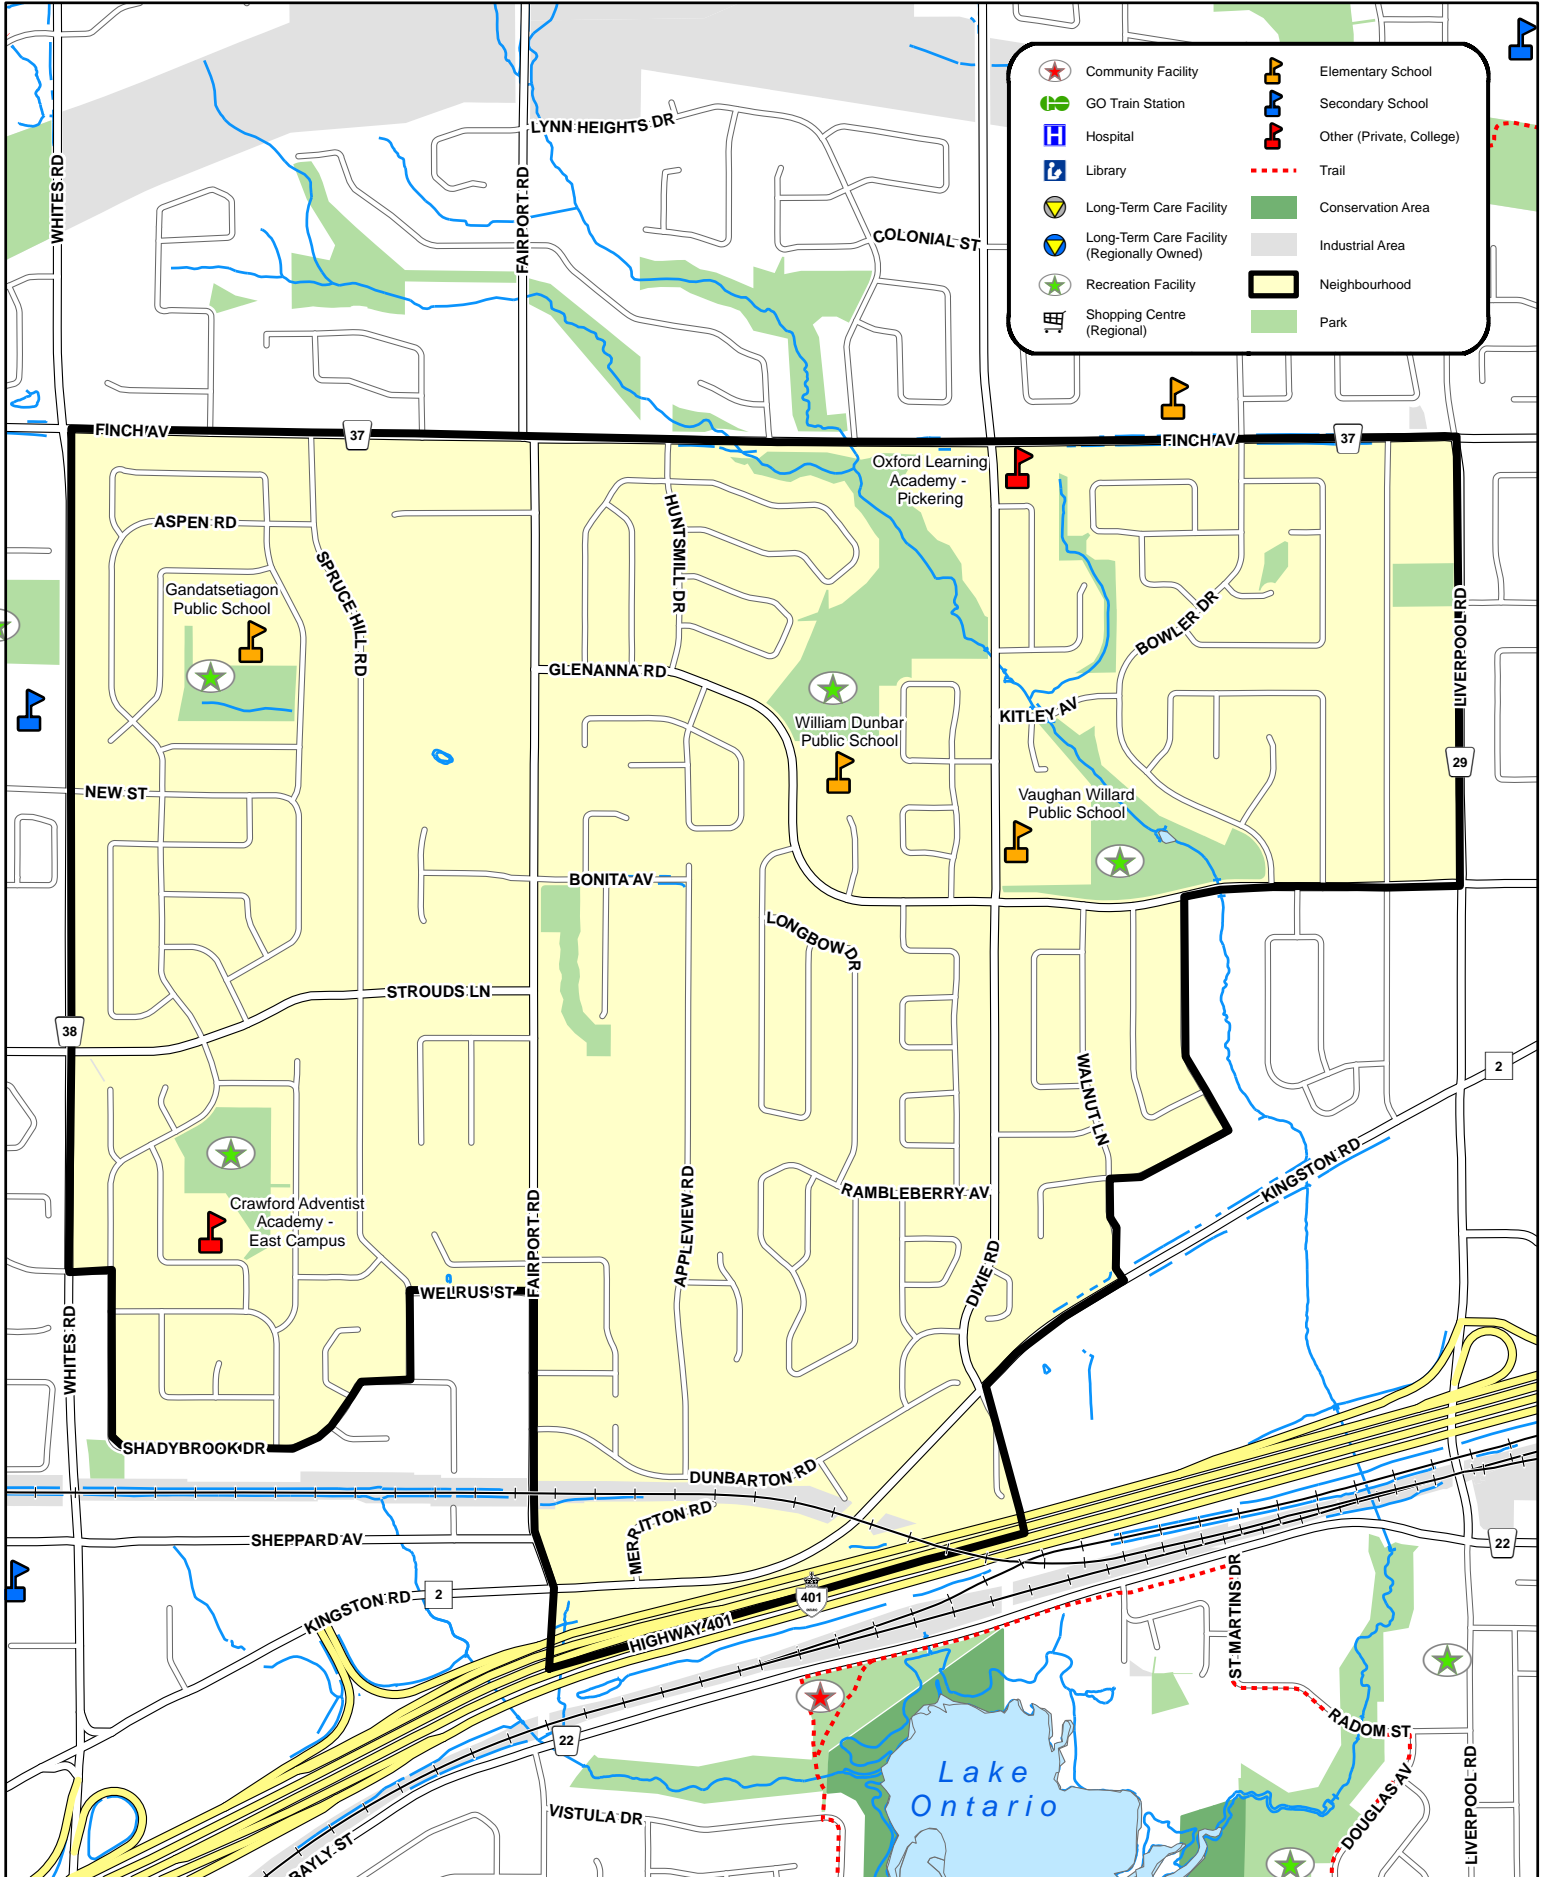 Community Facility
GO Train Station
Hospital
Library
Long-Term Care Facility
Long-Term Care Facility
(Regionally Owned)
Recreation Facility
Shopping Centre
(Regional)
Elementary School
Secondary School
Other (Private, College)
Trail
Conservation Area
Industrial Area
Neighbourhood
Park
LYNN HEIGHTS DR
WHITES RD
FAIRPORT RD
COLONIAL ST
FINCH AV
37
FINCH AV
37
Oxford Learning
Academy -
Pickering
ASPEN RD
HUNTSMILL DR
SPRUCE HILL RD
Gandatsetiagon
Public School
BOWLER DR
LIVERPOOL RD
GLENANNA RD
KITLEY AV
William Dunbar
Public School
29
NEW ST
Vaughan Willard
Public School
BONITA AV
LONGBOW DR
STROUDS LN
38
WALNUT LN
2
KINGSTON RD
RAMBLEBERRY AV
APPLEVIEW RD
FAIRPORT RD
Crawford Adventist
Academy -
East Campus
DIXIE RD
WELRUS ST
WHITES RD
SHADYBROOK DR
DUNBARTON RD
MERRITTON RD
SHEPPARD AV
22
KINGSTON RD
2
401
HIGHWAY 401
ST MARTINS DR
22
RADOM ST
Lake
Ontario
VISTULA DR
DOUGLAS AV
LIVERPOOL RD
BAYLY ST